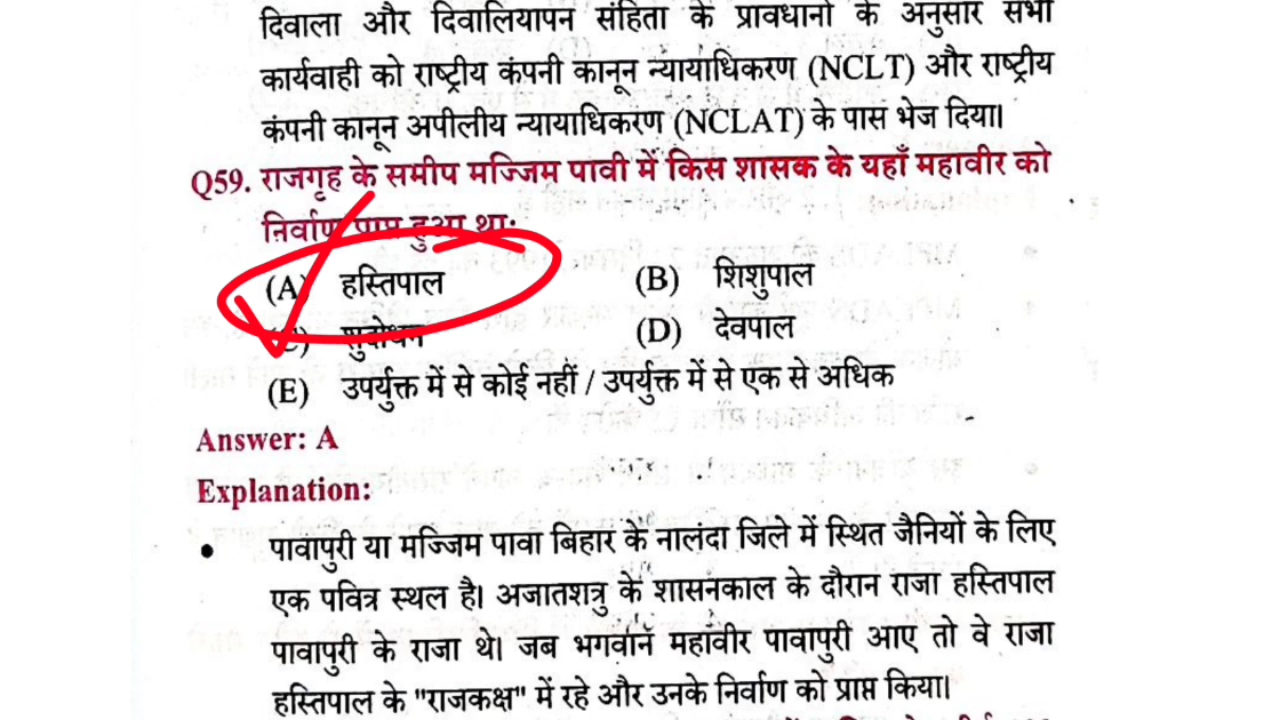 दिवाला और दिवालियापन संहिता के प्रावधानों के अनुसार सभी
कार्यवाही को राष्ट्रीय कंपनी कानून न्यायाधिकरण (NCLT) और राष्ट्रीय
कंपनी कानून अपीलीय न्यायाधिकरण (NCLAT) के पास भेज दिया।
Q59. राजगृह के समीप मज्जिम पावी में किस शासक के यहाँ महावीर को
निर्वाण प्राप्त हुआ था:
(A) हस्तिपाल (B) शिशुपाल
(C) सुबोधन (D) देवपाल
(E) उपर्युक्त में से कोई नहीं / उपर्युक्त में से एक से अधिक
Answer: A
Explanation:
• पावापुरी या मज्जिम पावा बिहार के नालंदा जिले में स्थित जैनियों के लिए
एक पवित्र स्थल है। अजातशत्रु के शासनकाल के दौरान राजा हस्तिपाल
पावापुरी के राजा थे। जब भगवान महावीर पावापुरी आए तो वे राजा
हस्तिपाल के "राजकक्ष" में रहे और उनके निर्वाण को प्राप्त किया।